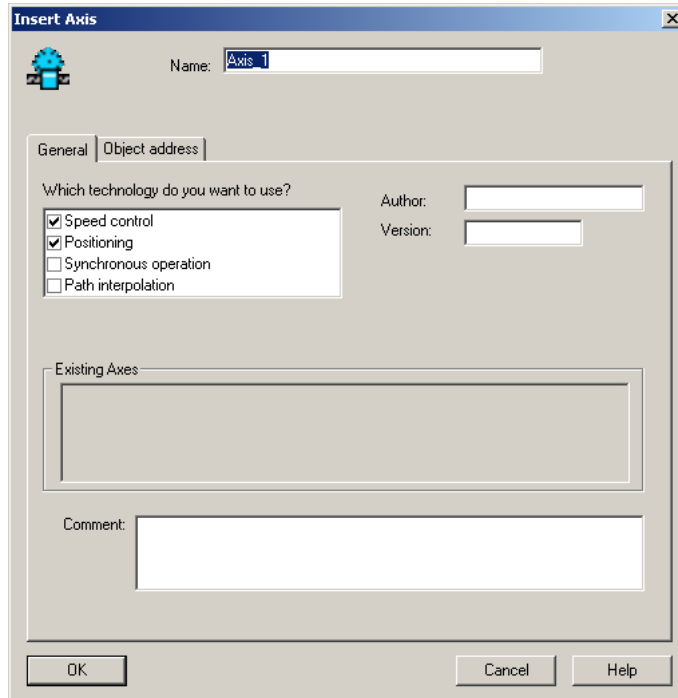 Insert Axis
Name: Axis_1
General Object address
Which technology do you want to use?
Speed control
Positioning
Synchronous operation
Path interpolation
Author:
Version:
Existing Axes
Comment:
OK Cancel Help